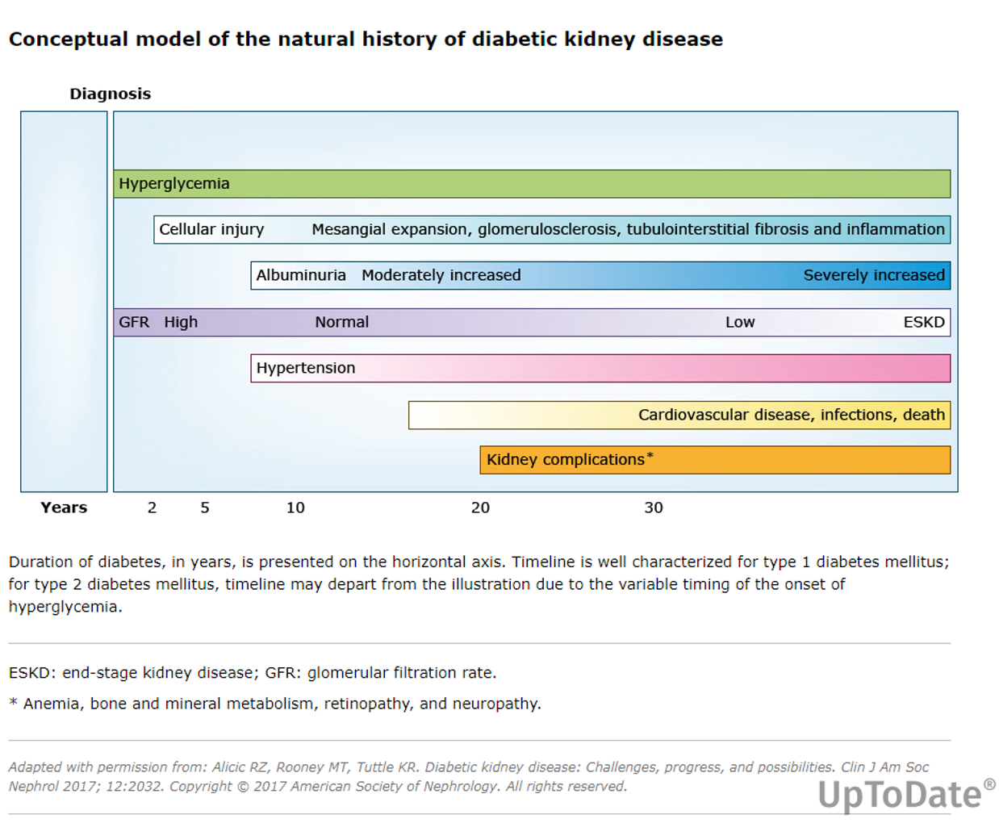 Conceptual model of the natural history of diabetic kidney disease
Diagnosis
Hyperglycemia
Cellular injury Mesangial expansion, glomerulosclerosis, tubulointerstitial fibrosis and inflammation
Albuminuria Moderately increased Severely increased
GFR High Normal Low ESKD
Hypertension
Cardiovascular disease, infections, death
Kidney complications*
Years 2 5 10 20 30
Duration of diabetes, in years, is presented on the horizontal axis. Timeline is well characterized for type 1 diabetes mellitus;
for type 2 diabetes mellitus, timeline may depart from the illustration due to the variable timing of the onset of
hyperglycemia.
ESKD: end-stage kidney disease; GFR: glomerular filtration rate.
* Anemia, bone and mineral metabolism, retinopathy, and neuropathy.
Adapted with permission from: Alicic RZ, Rooney MT, Tuttle KR. Diabetic kidney disease: Challenges, progress, and possibilities. Clin J Am Soc
Nephrol 2017; 12:2032. Copyright © 2017 American Society of Nephrology. All rights reserved.
UpToDate®